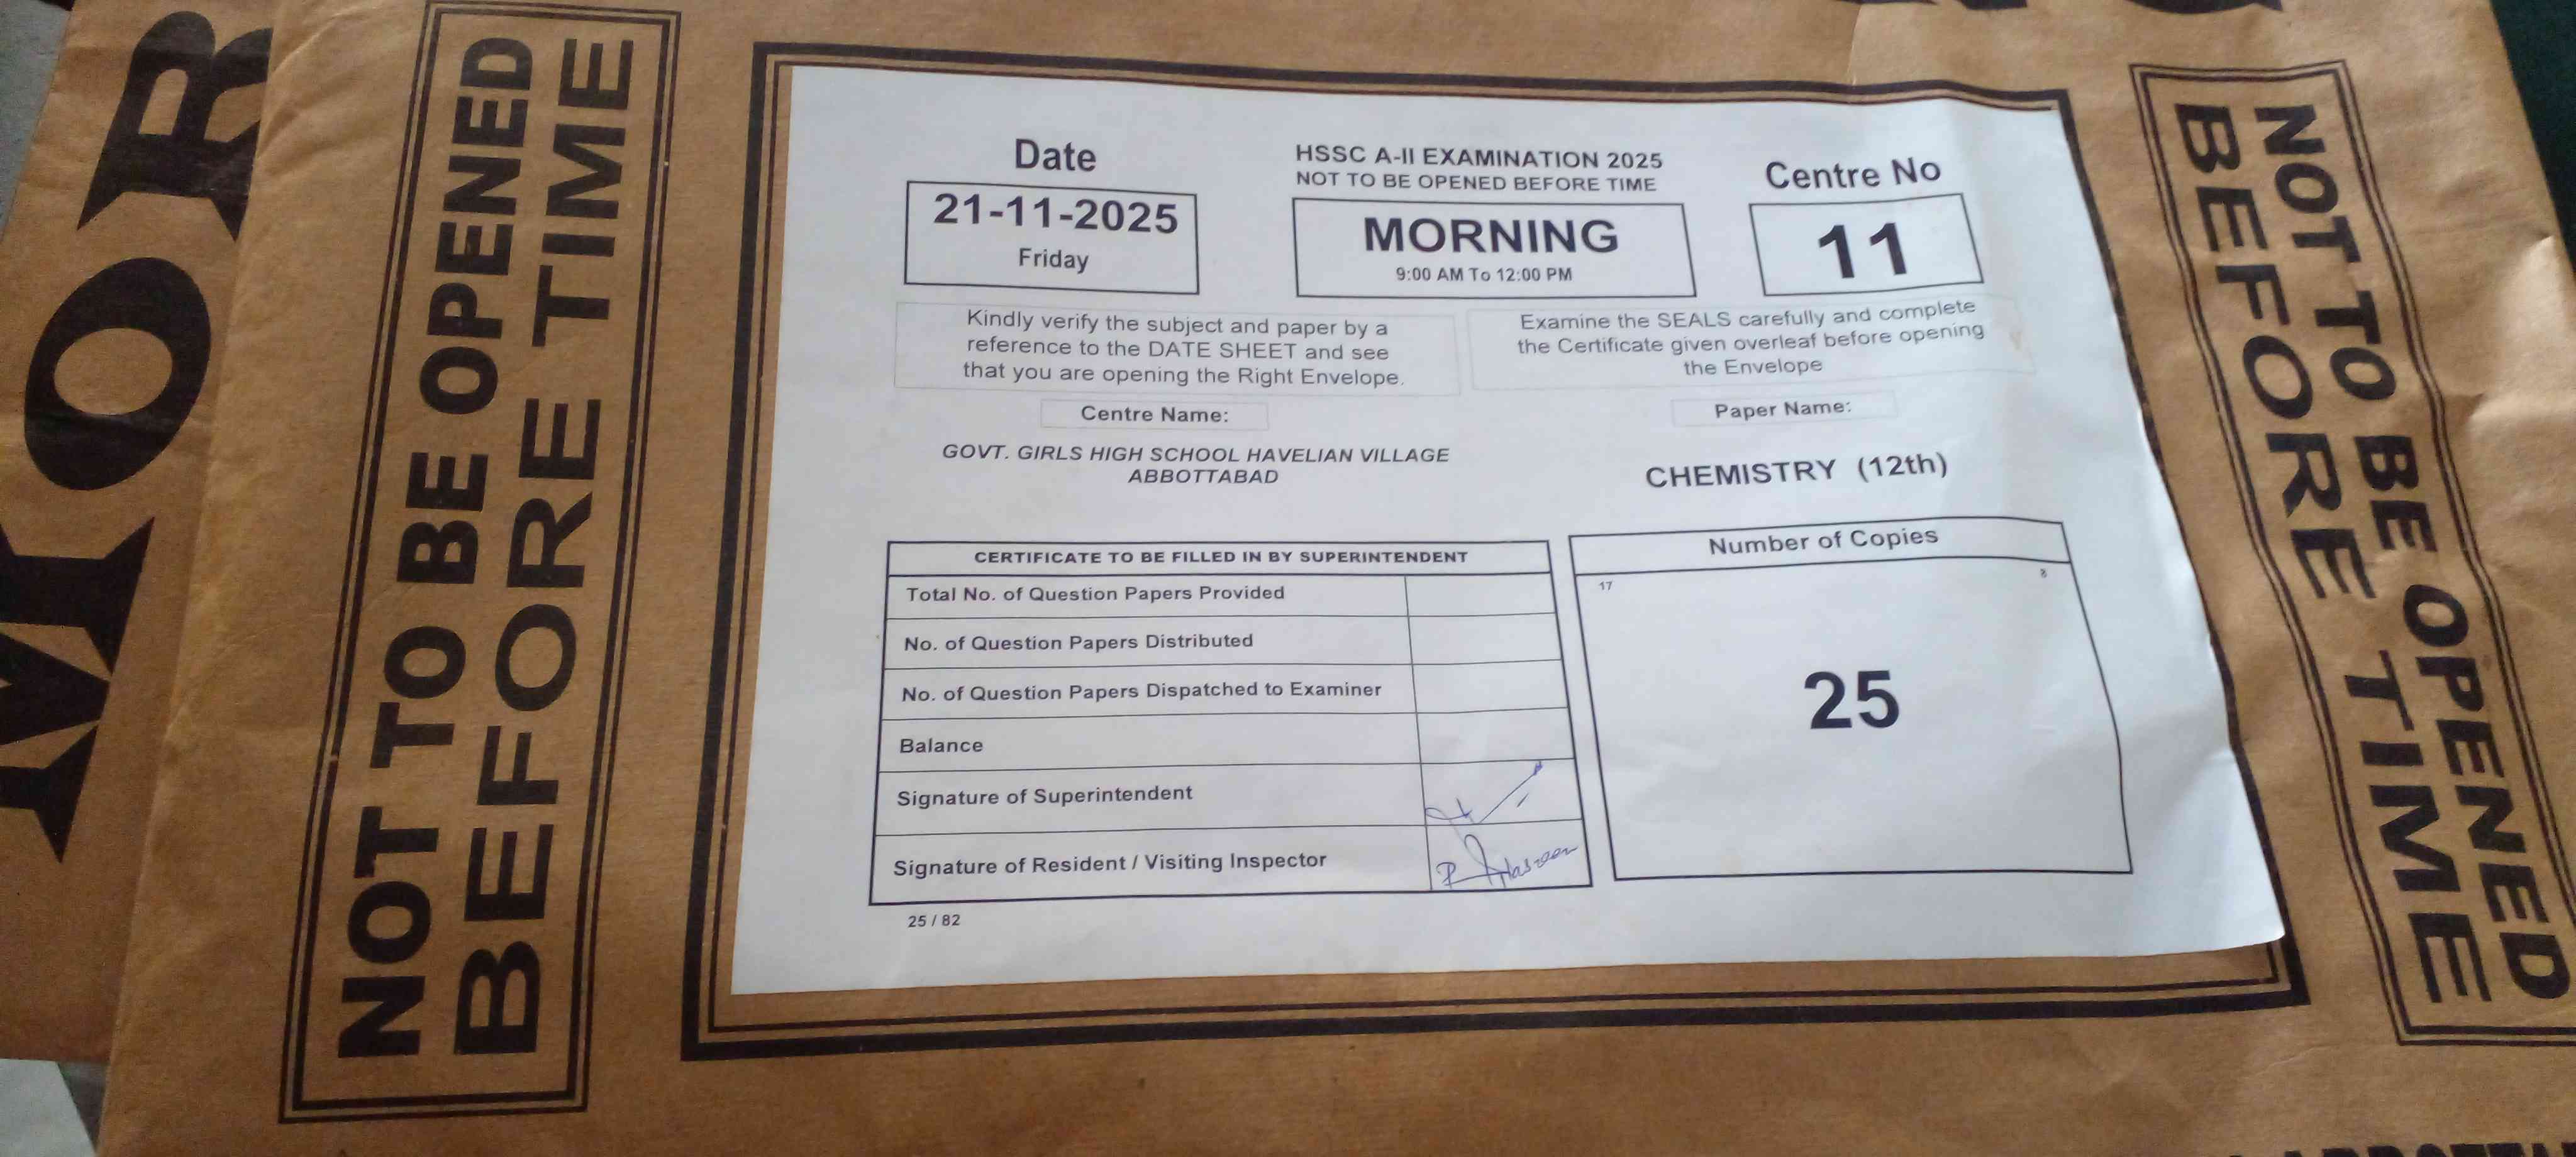 MOR
NOT TO BE OPENED
BEFORE TIME
Date
21-11-2025
Friday
HSSC A-II EXAMINATION 2025
NOT TO BE OPENED BEFORE TIME
MORNING
9:00 AM To 12:00 PM
Centre No
11
Kindly verify the subject and paper by a
reference to the DATE SHEET and see
that you are opening the Right Envelope.
Examine the SEALS carefully and complete
the Certificate given overleaf before opening
the Envelope
Centre Name:
GOVT. GIRLS HIGH SCHOOL HAVELIAN VILLAGE
ABBOTTABAD
Paper Name:
CHEMISTRY (12th)
CERTIFICATE TO BE FILLED IN BY SUPERINTENDENT
Total No. of Question Papers Provided
No. of Question Papers Distributed
No. of Question Papers Dispatched to Examiner
Balance
Signature of Superintendent
Signature of Resident / Visiting Inspector
25 / 82
Number of Copies
17
8
25
NOT TO BE OPENED
BEFORE TIME